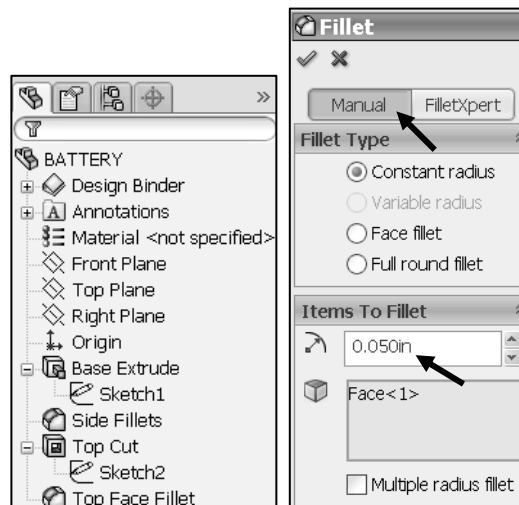 BATTERY
Design Binder
A Annotations
Material <not specified>
Front Plane
Top Plane
Right Plane
Origin
Base Extrude
Sketch1
Side Fillets
Top Cut
Sketch2
Top Face Fillet
Fillet
Manual FilletXpert
Fillet Type
Constant radius
Variable radius
Face fillet
Full round fillet
Items To Fillet
0.050in
Face<1>
Multiple radius fillet